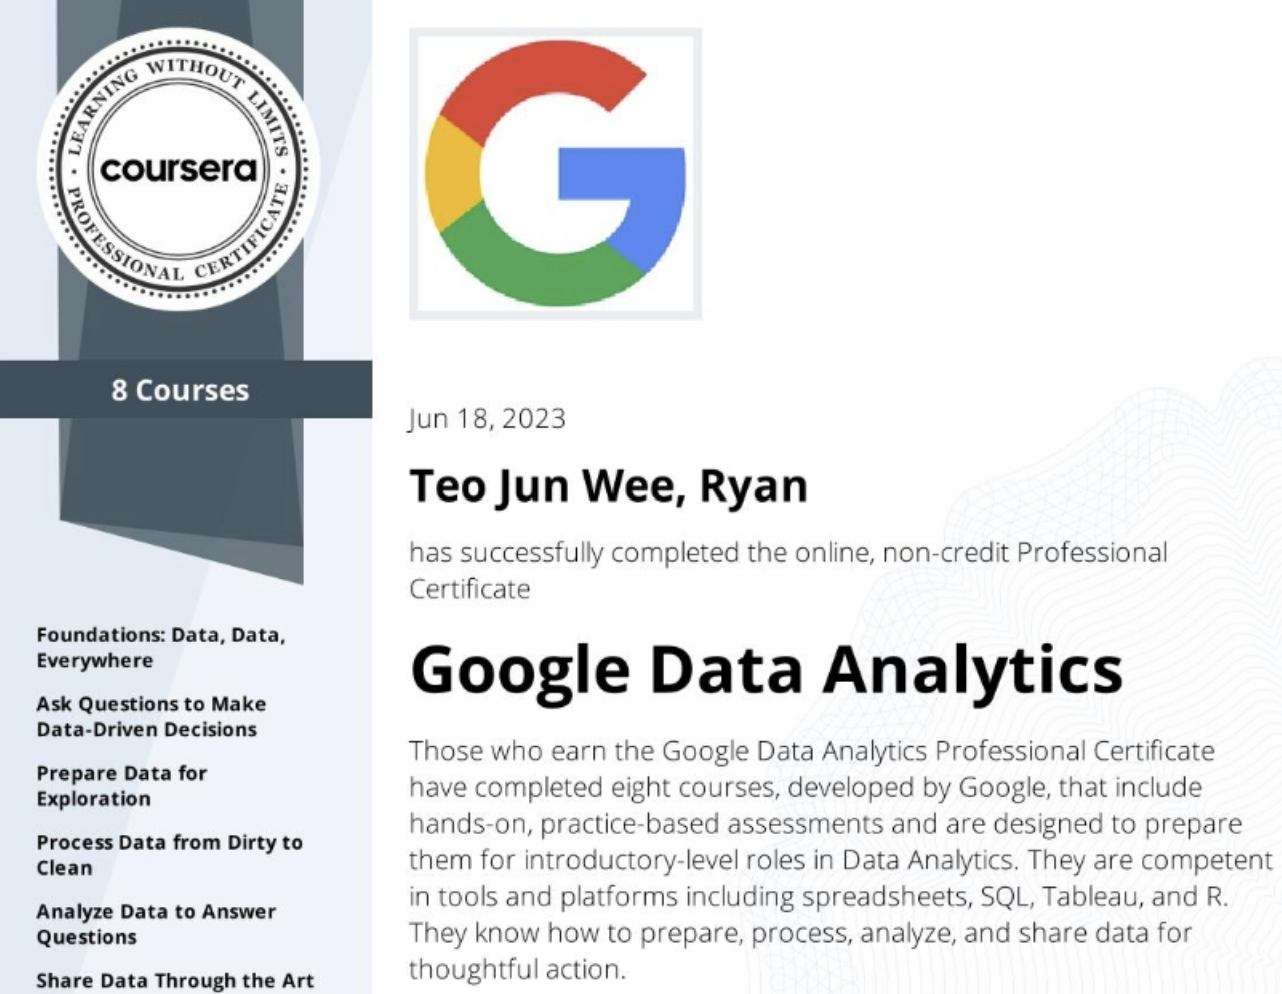 LEARNING WITHOUT LIMITS
coursera
PROFESSIONAL CERTIFICATE
8 Courses
Foundations: Data, Data,
Everywhere
Ask Questions to Make
Data-Driven Decisions
Prepare Data for
Exploration
Process Data from Dirty to
Clean
Analyze Data to Answer
Questions
Share Data Through the Art
Jun 18, 2023
Teo Jun Wee, Ryan
has successfully completed the online, non-credit Professional
Certificate
Google Data Analytics
Those who earn the Google Data Analytics Professional Certificate
have completed eight courses, developed by Google, that include
hands-on, practice-based assessments and are designed to prepare
them for introductory-level roles in Data Analytics. They are competent
in tools and platforms including spreadsheets, SQL, Tableau, and R.
They know how to prepare, process, analyze, and share data for
thoughtful action.